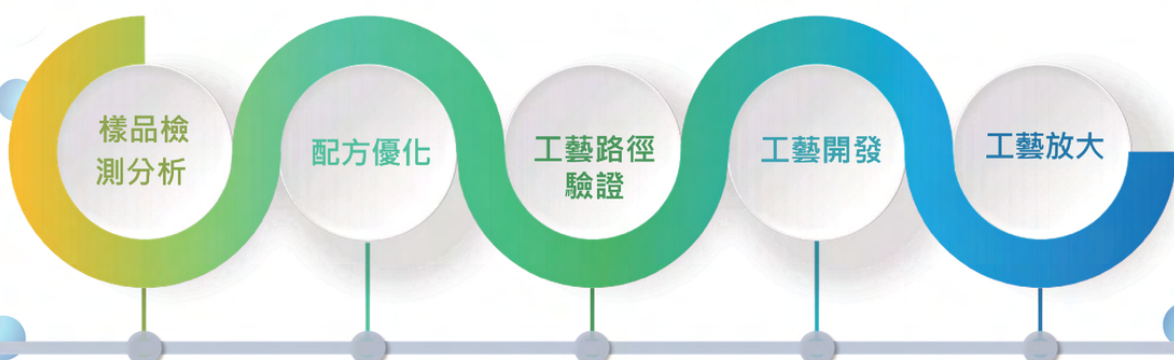 樣品檢
測分析
配方優化
工藝路徑
驗證
工藝開發
工藝放大